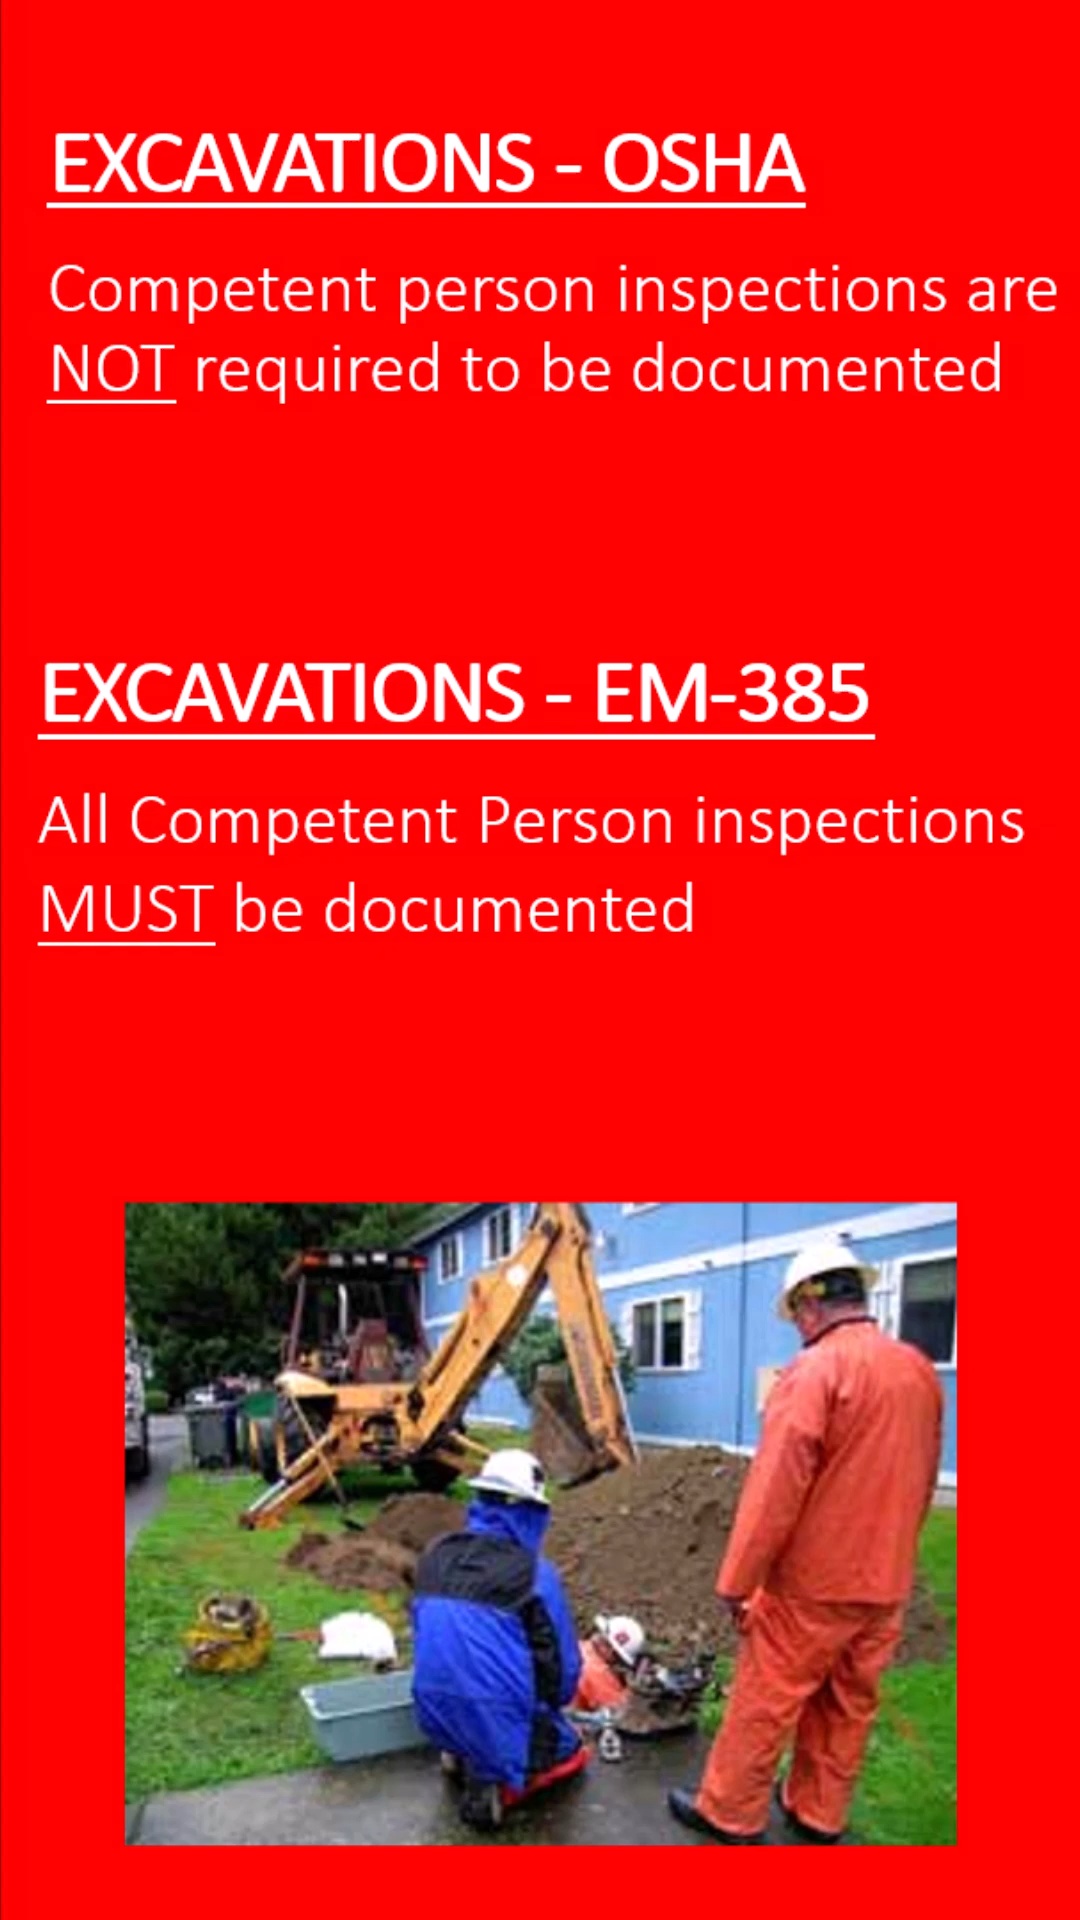 EXCAVATIONS - OSHA
Competent person inspections are
NOT required to be documented
EXCAVATIONS - EM-385
All Competent Person inspections
MUST be documented